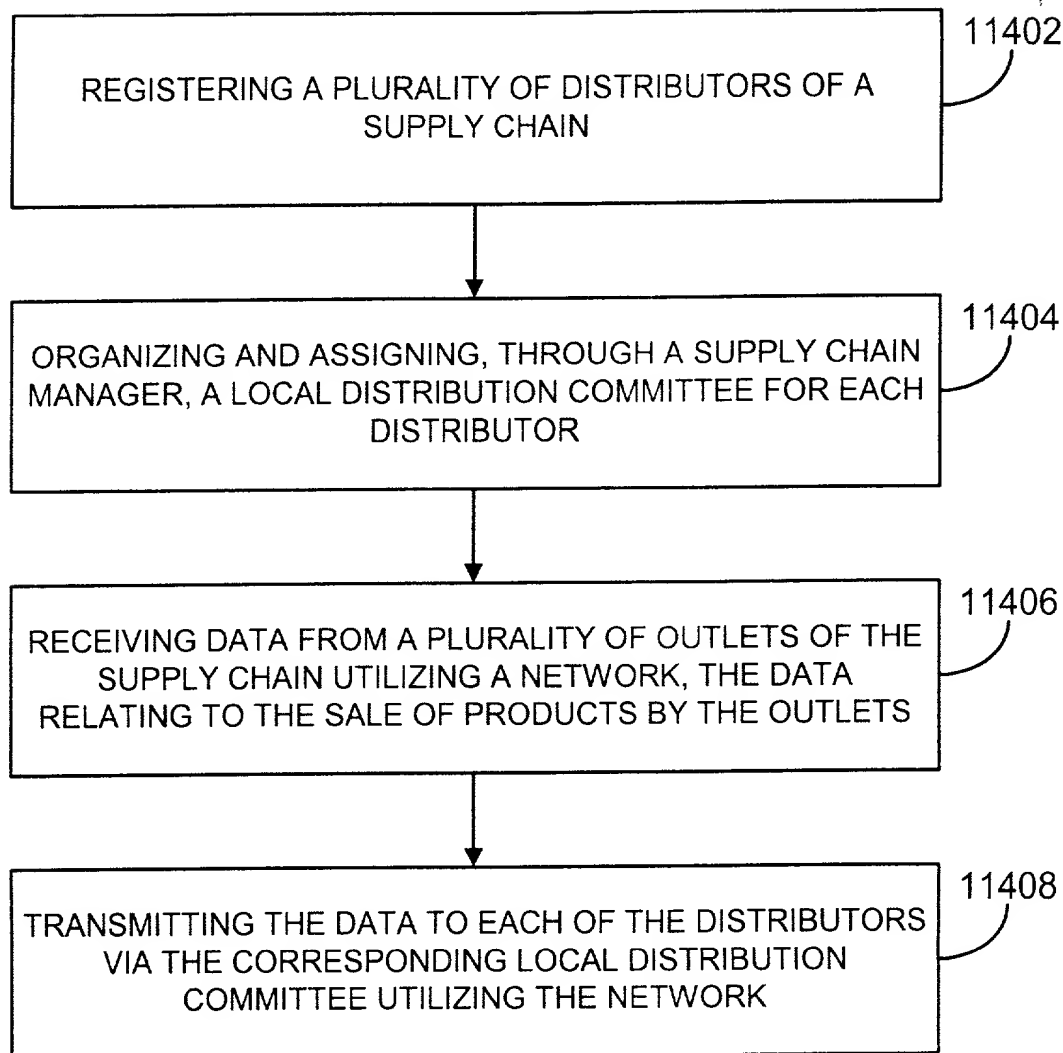 11402
REGISTERING A PLURALITY OF DISTRIBUTORS OF A
SUPPLY CHAIN
11404
ORGANIZING AND ASSIGNING, THROUGH A SUPPLY CHAIN
MANAGER, A LOCAL DISTRIBUTION COMMITTEE FOR EACH
DISTRIBUTOR
11406
RECEIVING DATA FROM A PLURALITY OF OUTLETS OF THE
SUPPLY CHAIN UTILIZING A NETWORK, THE DATA
RELATING TO THE SALE OF PRODUCTS BY THE OUTLETS
11408
TRANSMITTING THE DATA TO EACH OF THE DISTRIBUTORS
VIA THE CORRESPONDING LOCAL DISTRIBUTION
COMMITTEE UTILIZING THE NETWORK